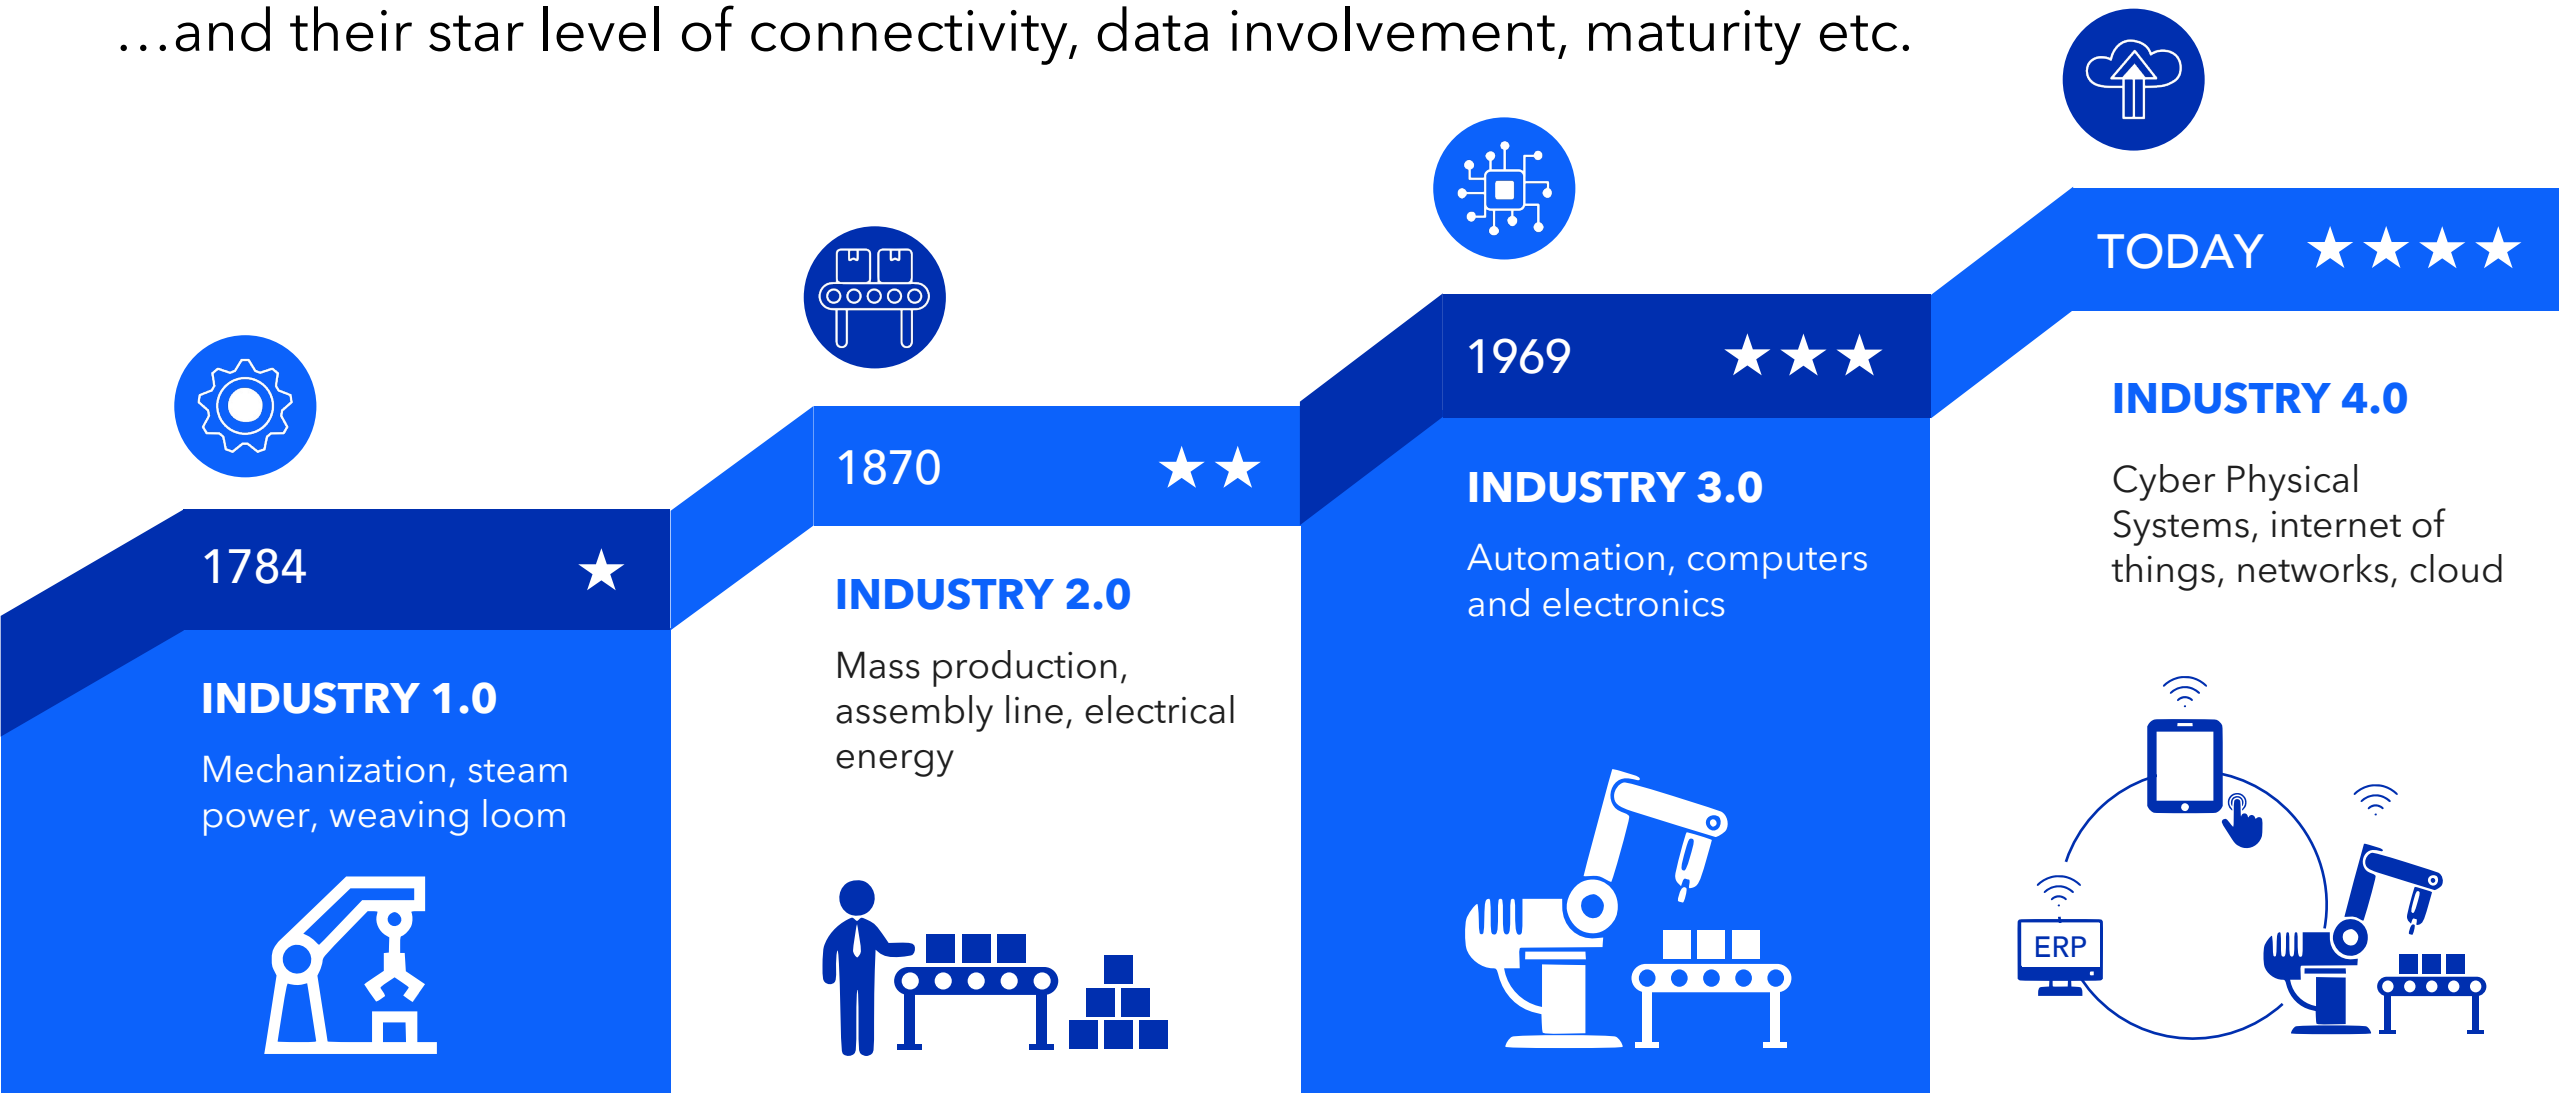 ...and their star level of connectivity, data involvement, maturity etc.
1784
INDUSTRY 1.0
Mechanization, steam
power, weaving loom
1870
INDUSTRY 2.0
Mass production,
assembly line, electrical
energy
1969
INDUSTRY 3.0
Automation, computers
and electronics
TODAY
INDUSTRY 4.0
Cyber Physical
Systems, internet of
things, networks, cloud
ERP